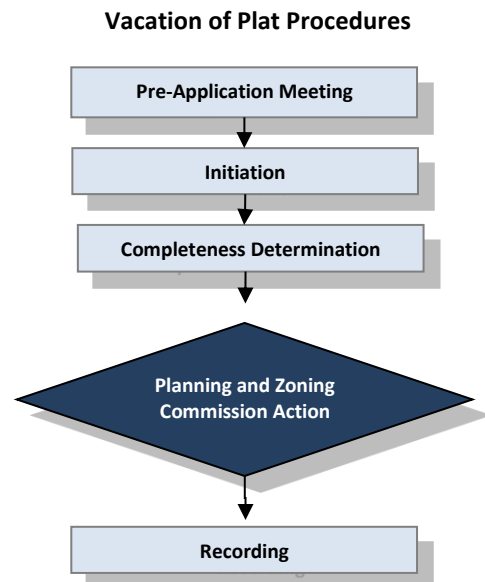 Vacation of Plat Procedures
Pre-Application Meeting
Initiation
Completeness Determination
Planning and Zoning
Commission Action
Recording